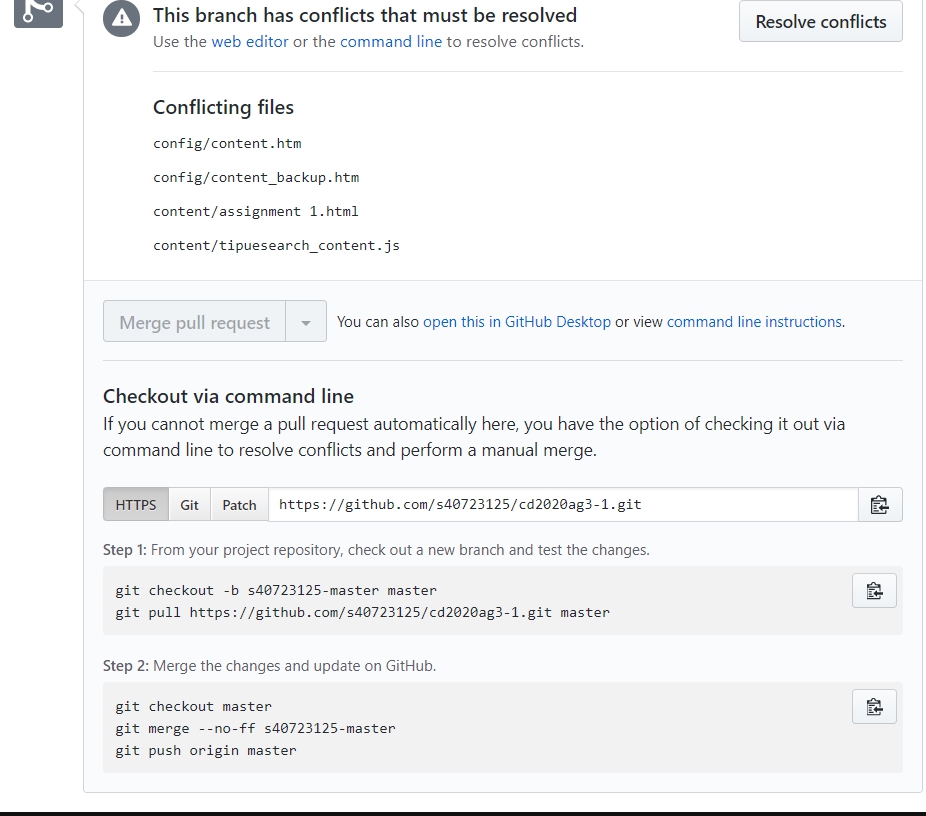 This branch has conflicts that must be resolved
Resolve conflicts
Use the web editor or the command line to resolve conflicts.
Conflicting files
config/content.htm
config/content_backup.htm
content/assignment 1.html
content/tipuesearch_content.js
Merge pull request
You can also open this in GitHub Desktop or view command line instructions.
Checkout via command line
If you cannot merge a pull request automatically here, you have the option of checking it out via
command line to resolve conflicts and perform a manual merge.
HTTPS Git Patch https://github.com/s40723125/cd2020ag3-1.git
Step 1: From your project repository, check out a new branch and test the changes.
git checkout -b s40723125-master master
git pull https://github.com/s40723125/cd2020ag3-1.git master
Step 2: Merge the changes and update on GitHub.
git checkout master
git merge --no-ff s40723125-master
git push origin master